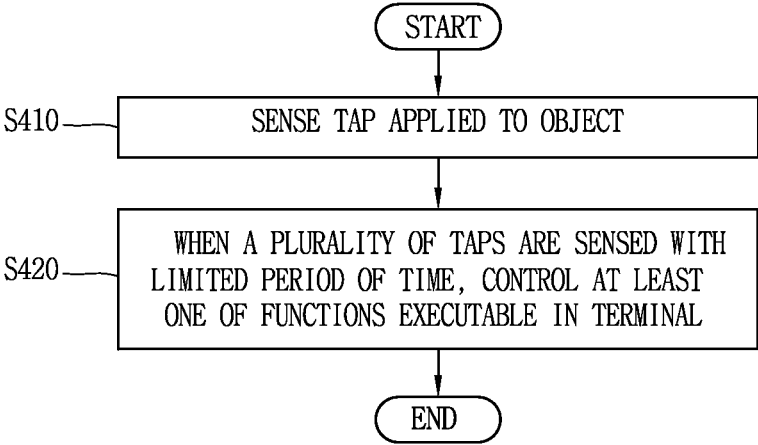 START
S410
SENSE TAP APPLIED TO OBJECT
S420
WHEN A PLURALITY OF TAPS ARE SENSED WITH
LIMITED PERIOD OF TIME, CONTROL AT LEAST
ONE OF FUNCTIONS EXECUTABLE IN TERMINAL
END